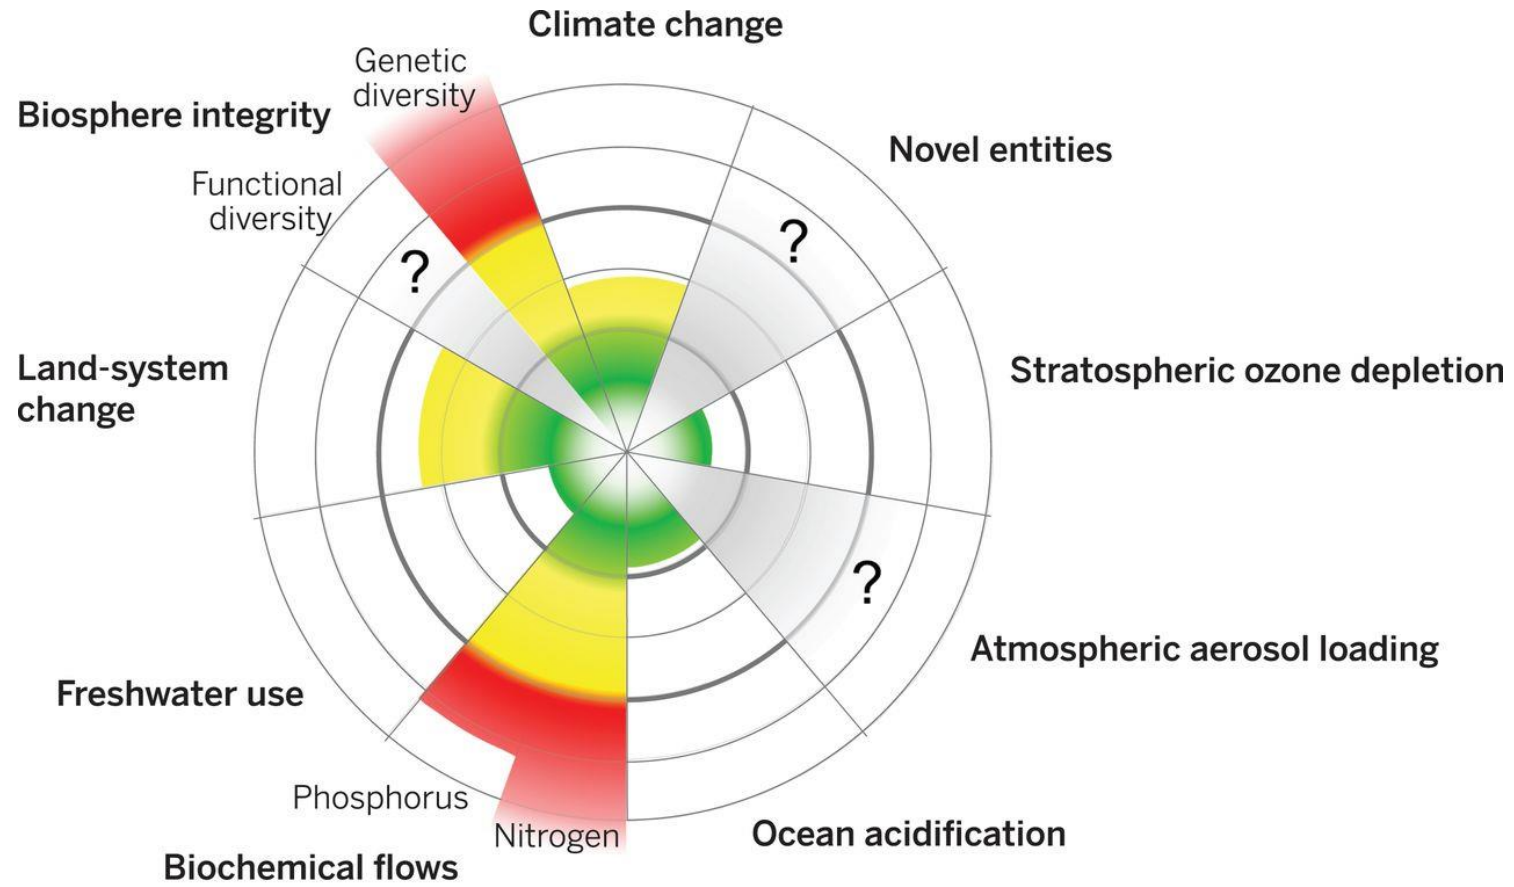 Climate change
Genetic
diversity
Biosphere integrity
Novel entities
Functional
diversity
?
?
Land-system
change
Stratospheric ozone depletion
?
Atmospheric aerosol loading
Freshwater use
Phosphorus
Nitrogen
Ocean acidification
Biochemical flows